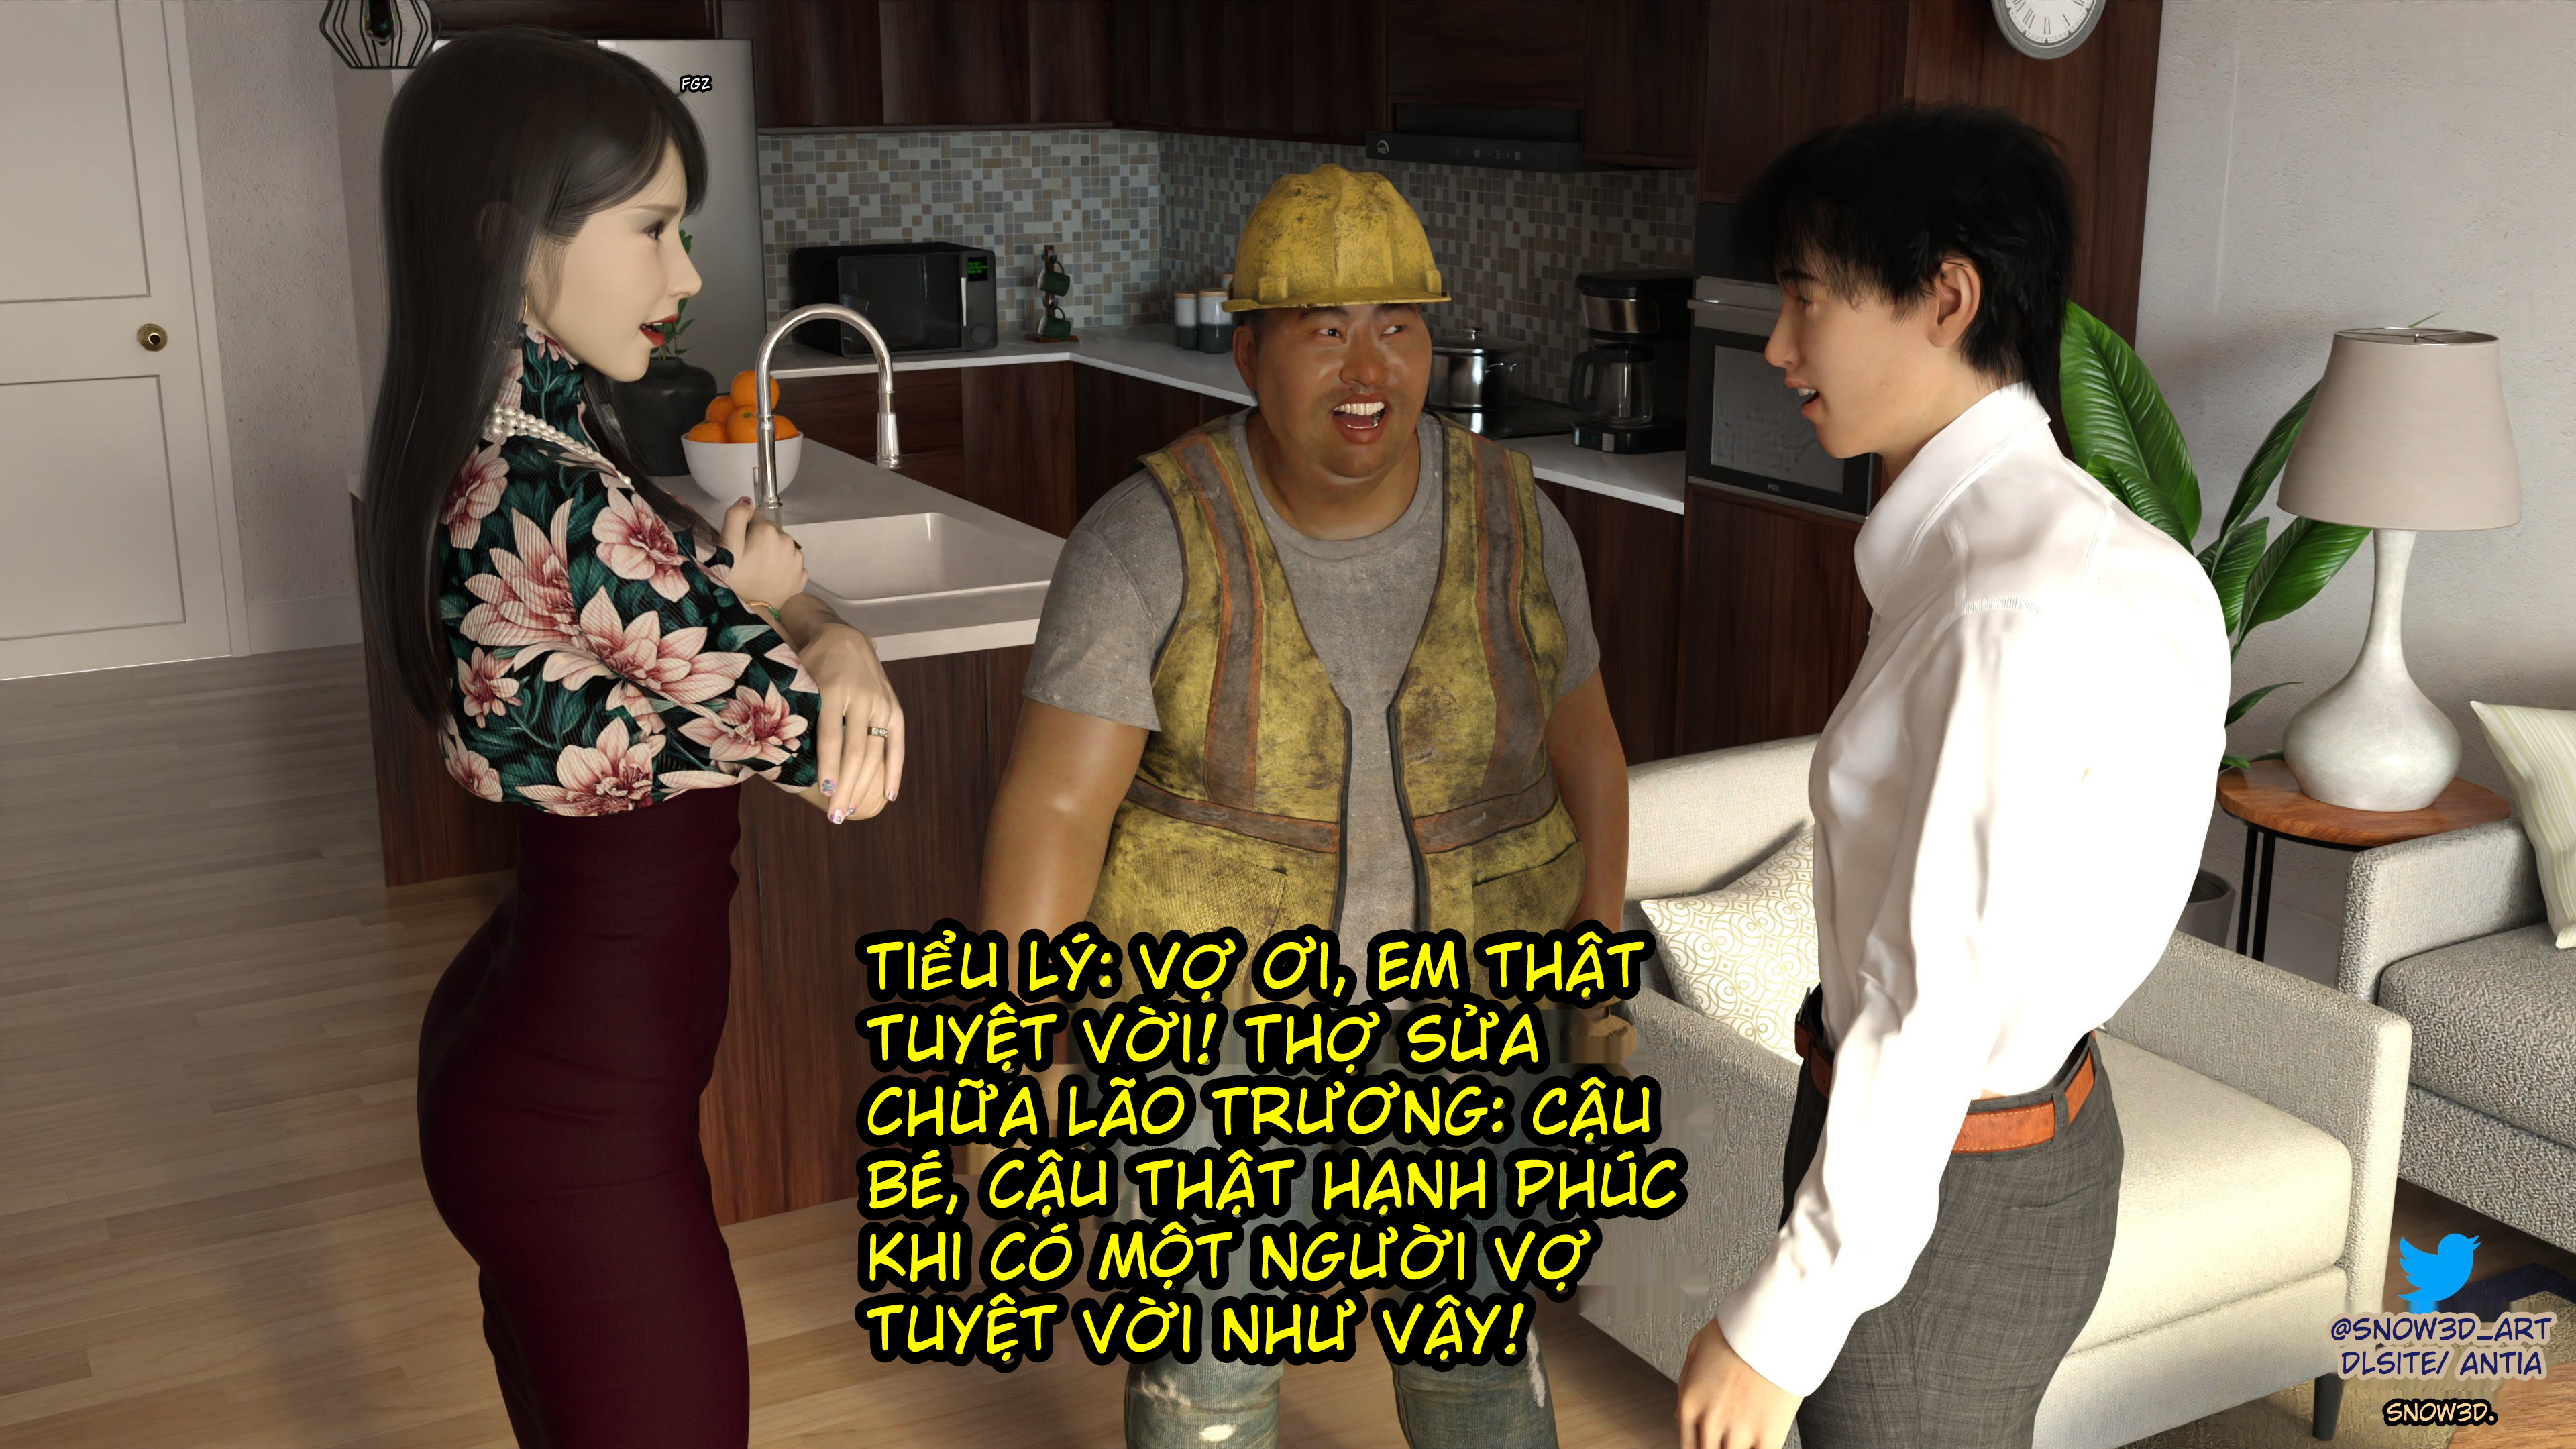 FGZ
TIỂU LÝ: VỢ ƠI, EM THẬT
TUYỆT VỜI! THỢ SỬA
CHỮA LÃO TRƯƠNG: CẬU
BÉ, CẬU THẬT HẠNH PHÚC
KHI CÓ MỘT NGƯỜI VỢ
TUYỆT VỜI NHƯ VẬY!
@SNOW3D_ART
DLSITE/ ANTIA
SNOW3D.